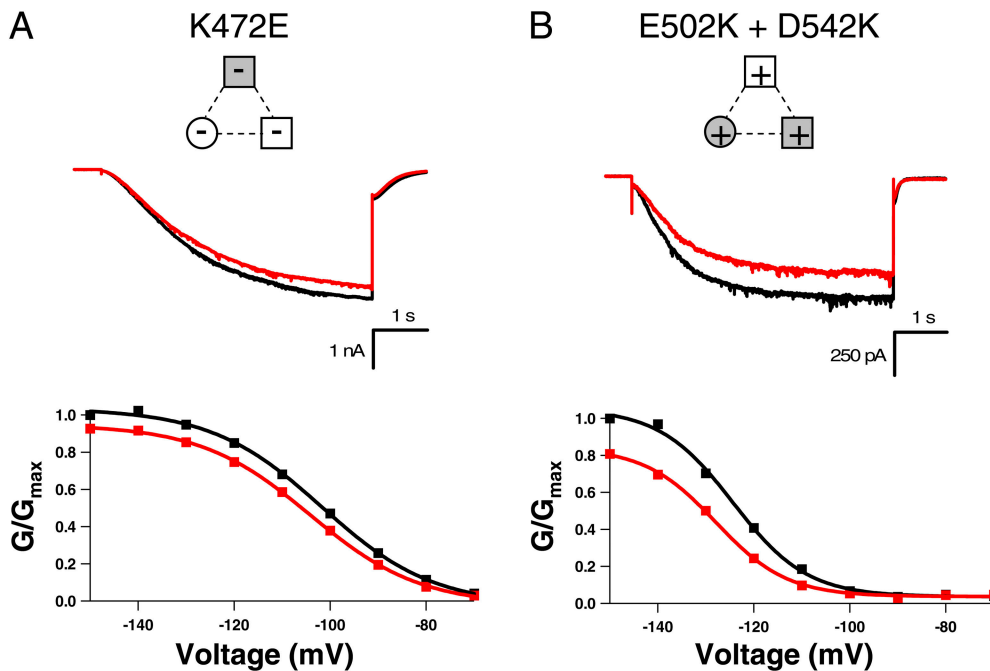 A
K472E
-
-
-
1 s
1 nA
1.0
0.8
0.6
0.4
0.2
0.0
G/Gmax
-140
-120
-100
-80
Voltage (mV)
B
E502K + D542K
+
+
+
1 s
250 pA
1.0
0.8
0.6
0.4
0.2
0.0
G/Gmax
-140
-120
-100
-80
Voltage (mV)